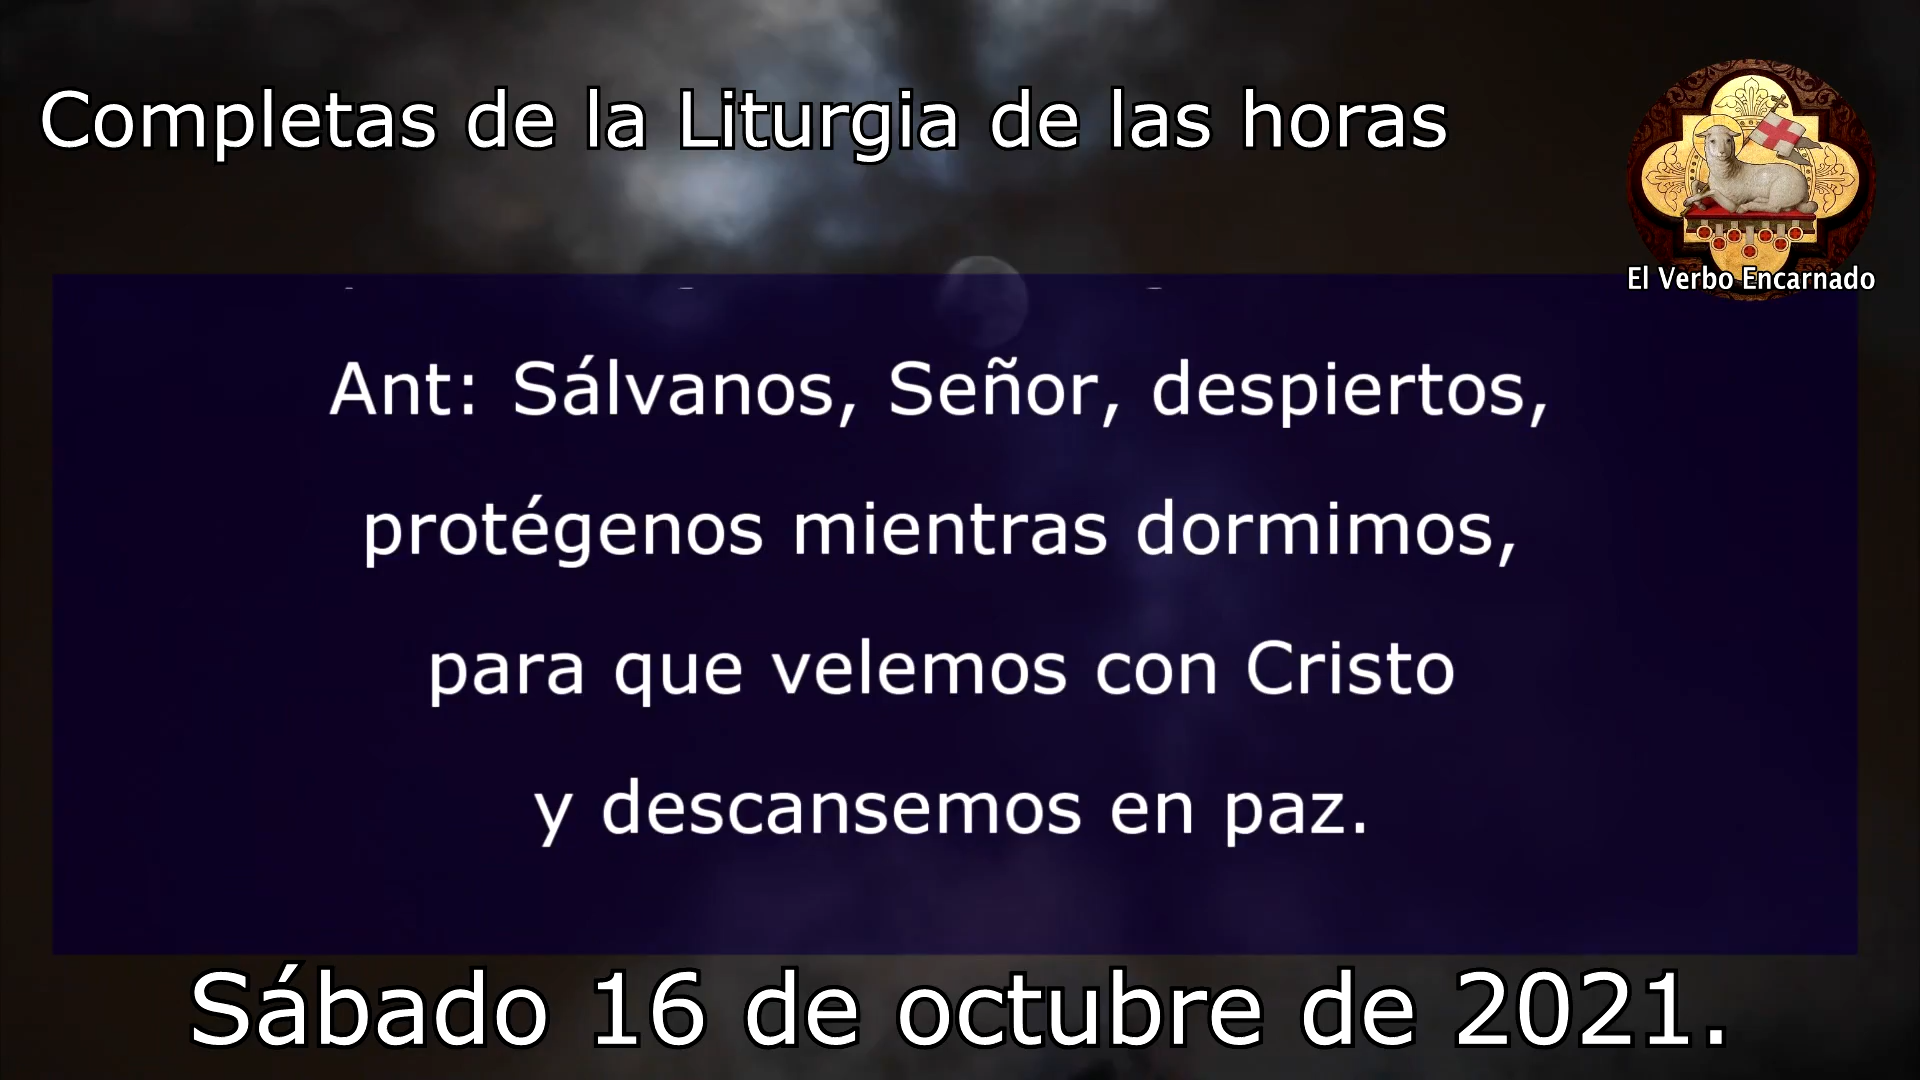 Completas de la Liturgia de las horas
El Verbo Encarnado
Ant: Sálvanos, Señor, despiertos,
protégenos mientras dormimos,
para que velemos con Cristo
y descansemos en paz.
Sábado 16 de octubre de 2021.